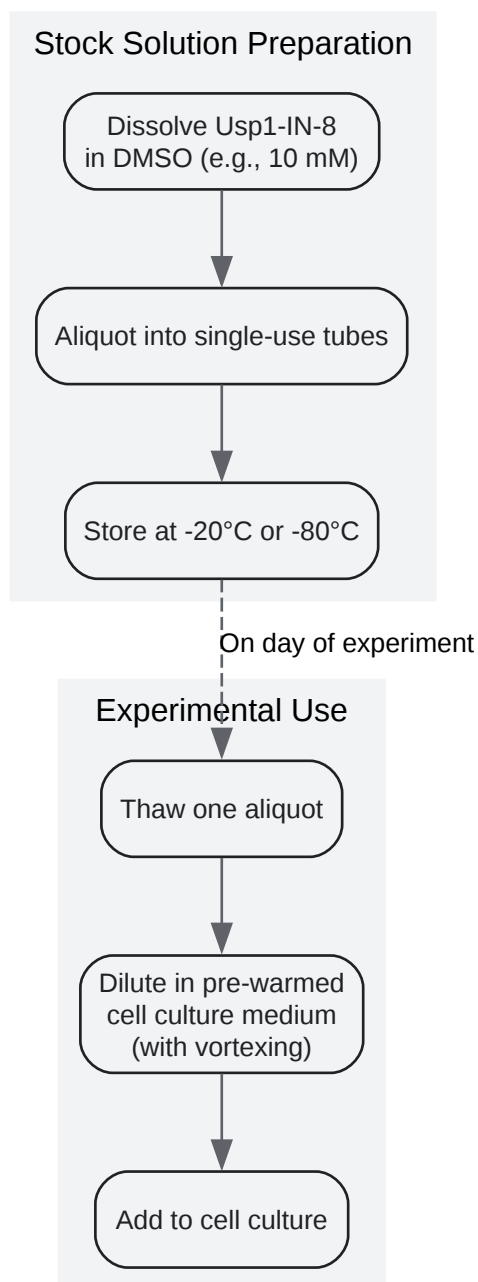 Stock Solution Preparation
Dissolve Usp1-IN-8
in DMSO (e.g., 10 mM)
Aliquot into single-use tubes
Store at -20°C or -80°C
On day of experiment
Experimental Use
Thaw one aliquot
Dilute in pre-warmed
cell culture medium
(with vortexing)
Add to cell culture